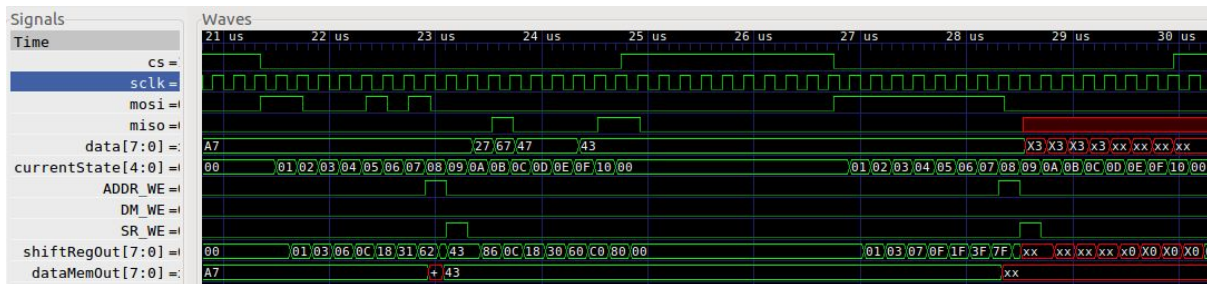 Signals
Waves
Time
21 us 22 us 23 us 24 us 25 us 26 us 27 us 28 us 29 us 30 us
cs=
sclk=
mosi=
miso=
data[7:0]= A7 27 67 47 43 X3 X3 X3 x3 xx xx xx xx
currentState[4:0]= 00 01 02 03 04 05 06 07 08 09 0A 0B 0C 0D 0E 0F 10 00 01 02 03 04 05 06 07 08 09 0A 0B 0C 0D 0E 0F 10 00
ADDR_WE=
DM_WE=
SR_WE=
shiftRegOut[7:0]= 00 01 03 06 0C 18 31 62 43 86 0C 18 30 60 C0 80 00 01 03 07 0F 1F 3F 7F xx xx xx xx x0 X0 X0 X0
dataMemOut[7:0]= A7 + 43 xx